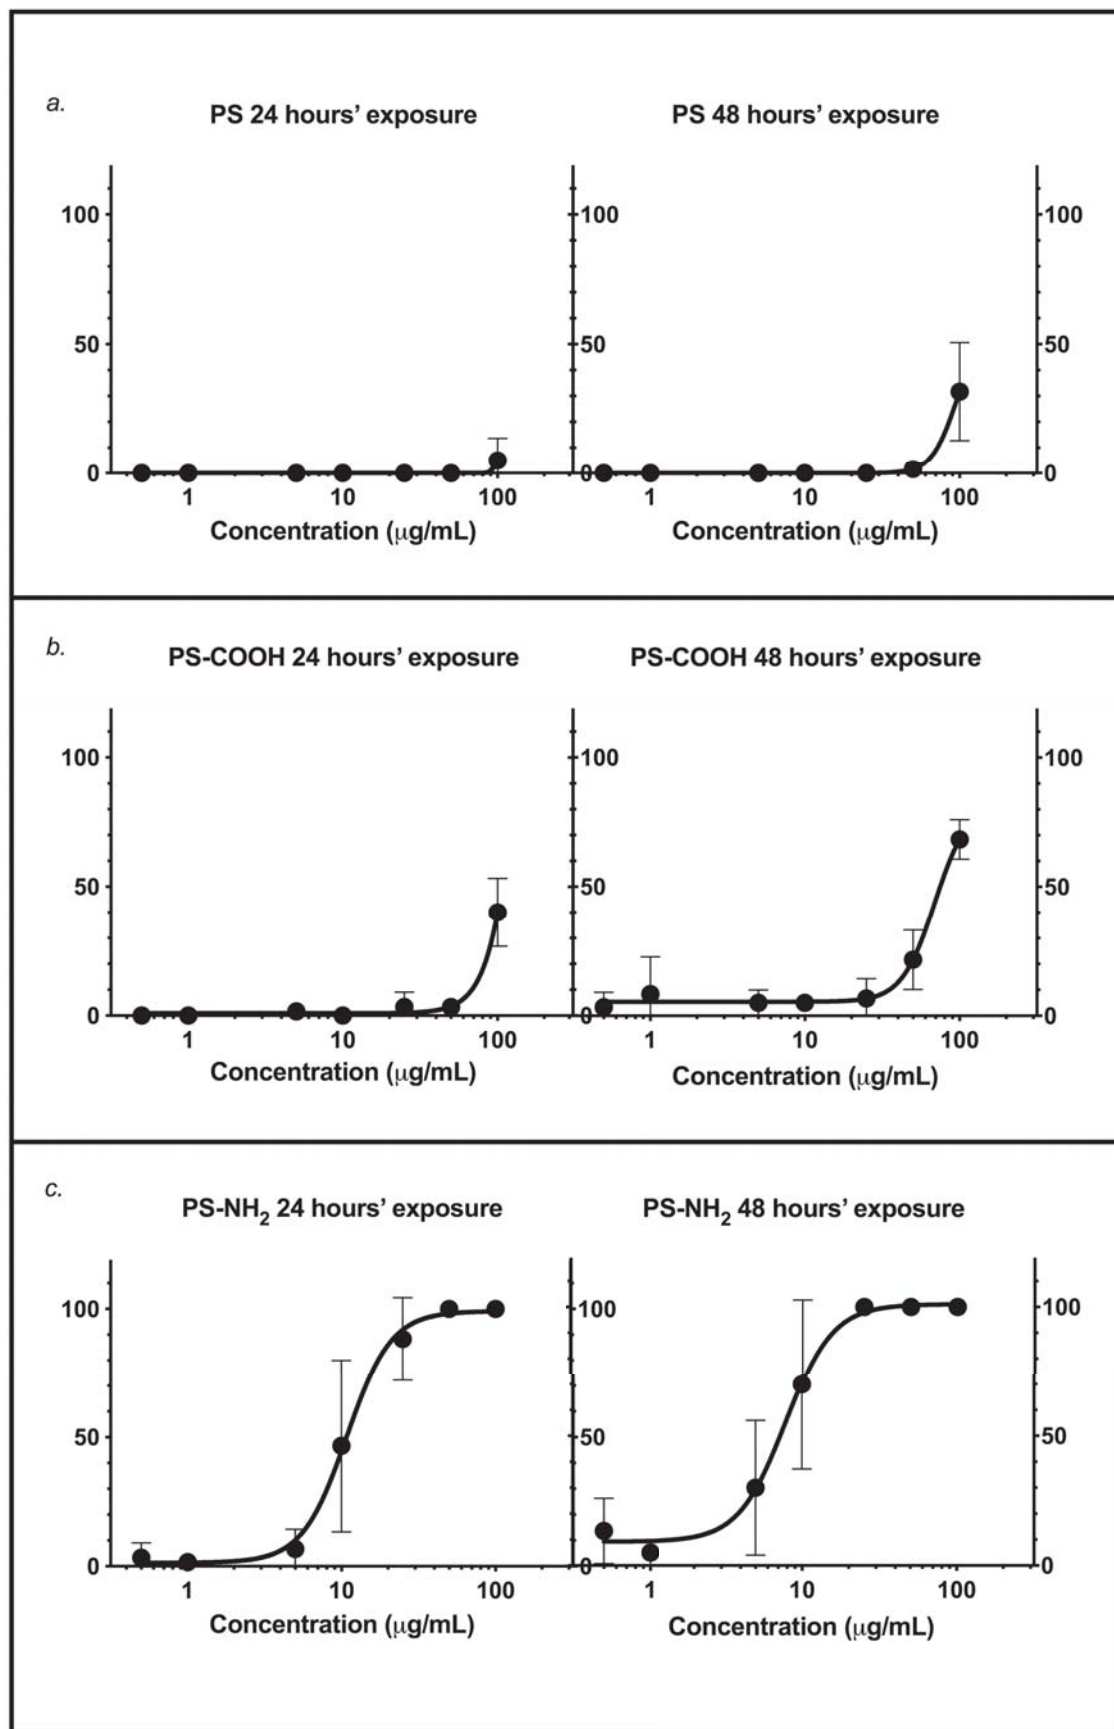 a.
PS 24 hours’ exposure
PS 48 hours’ exposure
100
100
100
50
50
50
0
0
0
1 10 100
1 10 100
Concentration (μg/mL)
Concentration (μg/mL)
b.
PS-COOH 24 hours’ exposure
PS-COOH 48 hours’ exposure
100
100
100
50
50
50
0
0
0
1 10 100
1 10 100
Concentration (μg/mL)
Concentration (μg/mL)
c.
PS-NH₂ 24 hours’ exposure
PS-NH₂ 48 hours’ exposure
100
100
100
50
50
50
0
0
0
1 10 100
1 10 100
Concentration (μg/mL)
Concentration (μg/mL)